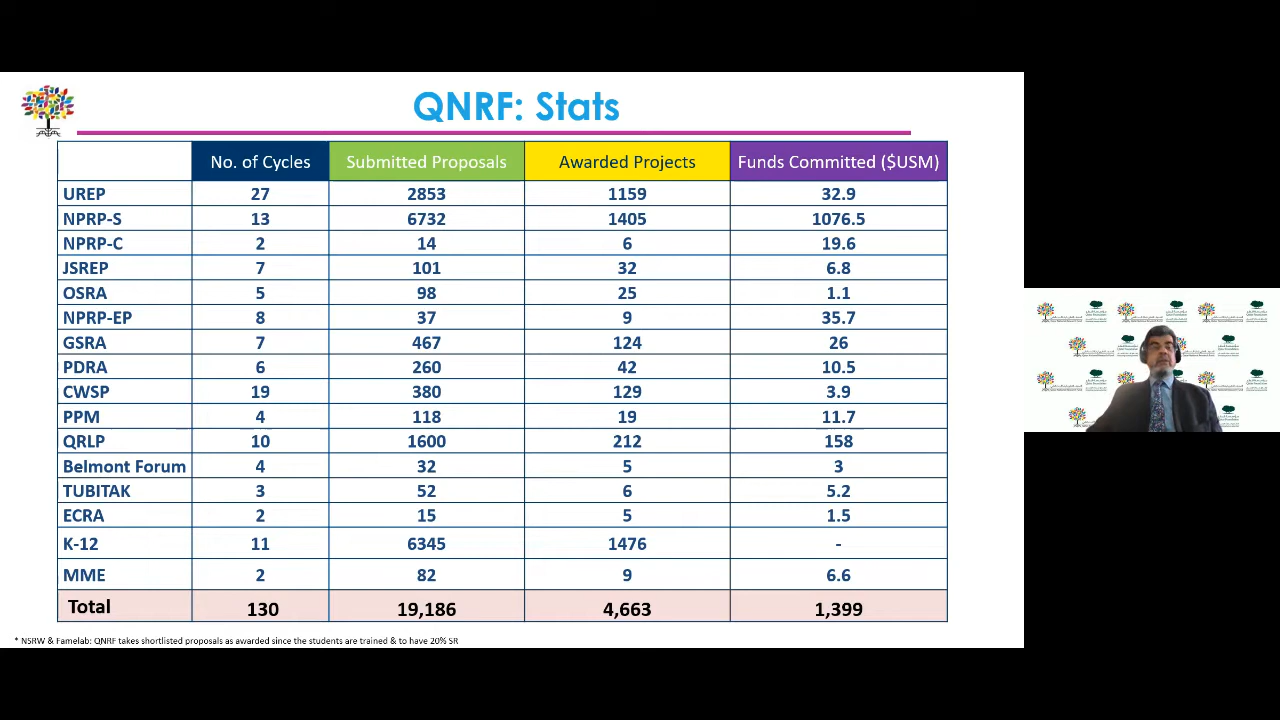 QNRF: Stats
No. of Cycles Submitted Proposals Awarded Projects Funds Committed ($USM)
UREP 27 2853 1159 32.9
NPRP-S 13 6732 1405 1076.5
NPRP-C 2 14 6 19.6
JSREP 7 101 32 6.8
OSRA 5 98 25 1.1
NPRP-EP 8 37 9 35.7
GSRA 7 467 124 26
PDRA 6 260 42 10.5
CWSP 19 380 129 3.9
PPM 4 118 19 11.7
QRLP 10 1600 212 158
Belmont Forum 4 32 5 3
TUBITAK 3 52 6 5.2
ECRA 2 15 5 1.5
K-12 11 6345 1476 -
MME 2 82 9 6.6
Total 130 19,186 4,663 1,399
* NSRW & Famelab: QNRF takes shortlisted proposals as awarded since the students are trained & to have 20% SR